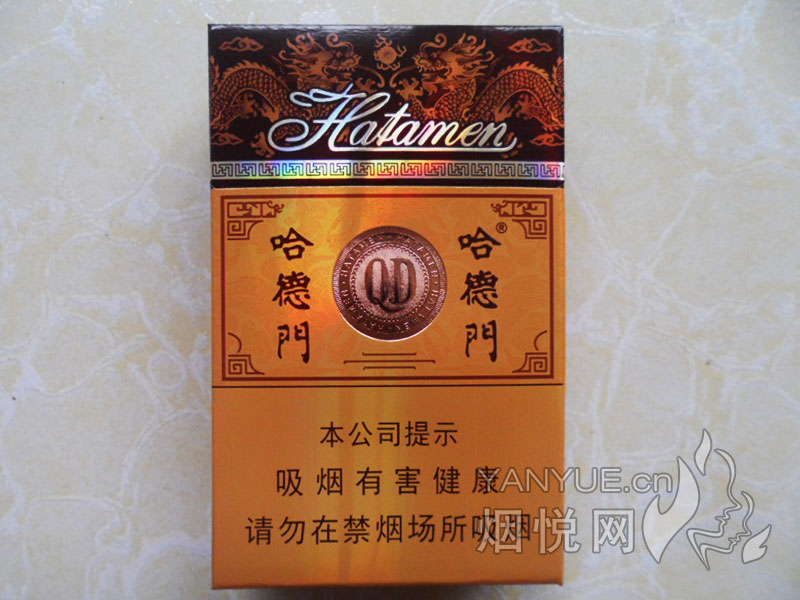 Hatamen
哈德門
QD
哈德門®
本公司提示
吸烟有害健康
请勿在禁烟场所吸烟
YANYUE.cn
烟悦网